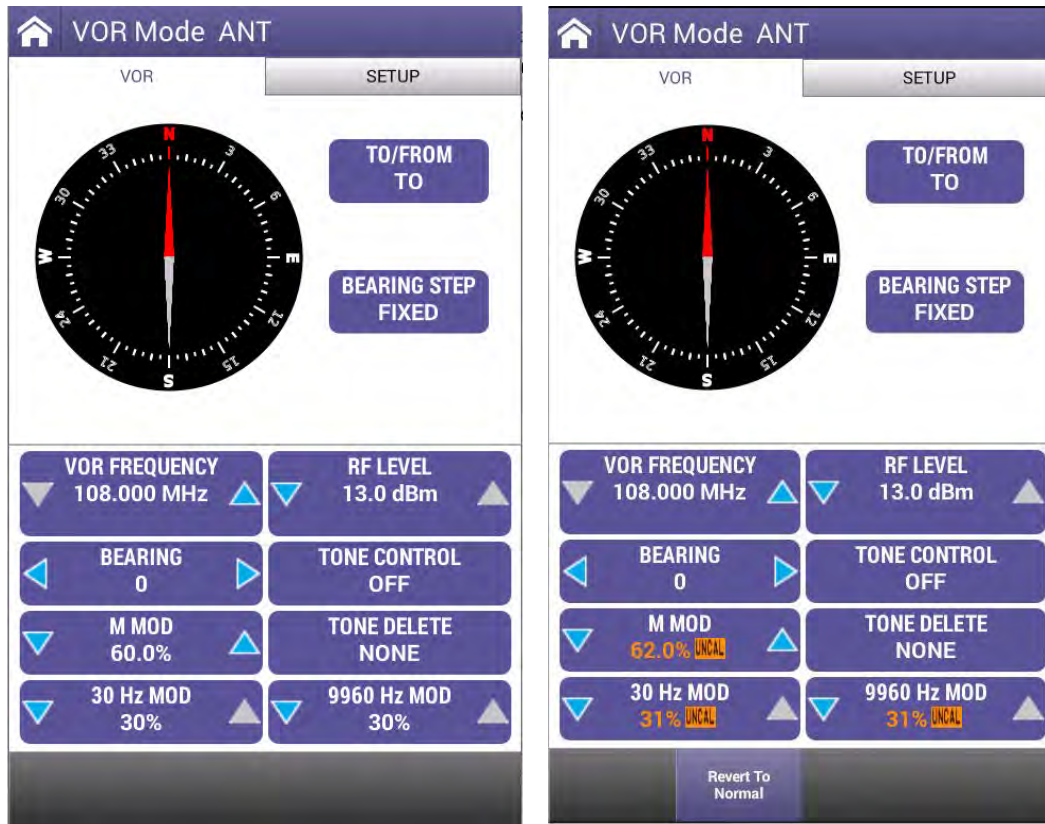 VOR Mode ANT
VOR
SETUP
N
3
6
E
12
15
S
21
24
W
30
33
TO/FROM
TO
BEARING STEP
FIXED
VOR FREQUENCY
108.000 MHz
RF LEVEL
13.0 dBm
BEARING
0
TONE CONTROL
OFF
M MOD
60.0%
TONE DELETE
NONE
30 Hz MOD
30%
9960 Hz MOD
30%
VOR Mode ANT
VOR
SETUP
N
3
6
E
12
15
S
21
24
W
30
33
TO/FROM
TO
BEARING STEP
FIXED
VOR FREQUENCY
108.000 MHz
RF LEVEL
13.0 dBm
BEARING
0
TONE CONTROL
OFF
M MOD
62.0% UNCAL
TONE DELETE
NONE
30 Hz MOD
31% UNCAL
9960 Hz MOD
31% UNCAL
Revert To
Normal